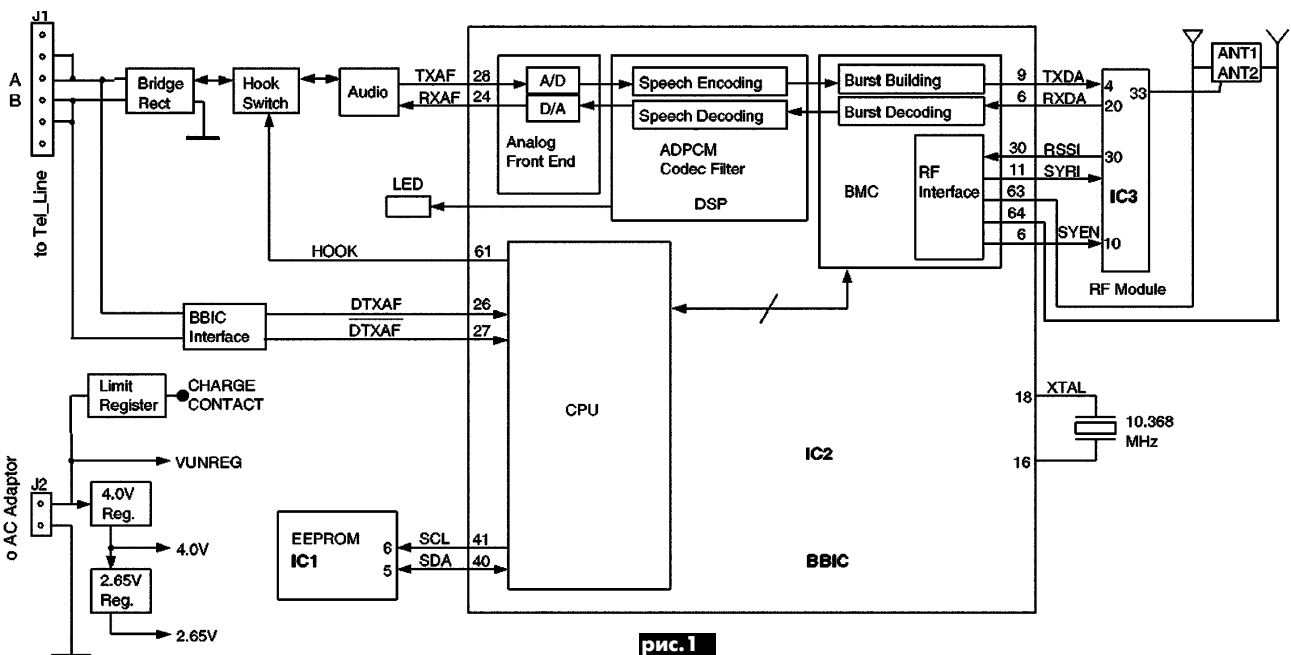 J1
A
B
to Tel_Line
Bridge
Rect
Hook
Switch
Audio
TXAF
28
RXAF
24
A/D
D/A
Analog
Front End
Speech Encoding
Speech Decoding
ADPCM
Codec Filter
DSP
Burst Building
Burst Decoding
BMC
RF
Interface
9
TXDA
4
6
RXDA
20
30
RSSI
30
11
SYRI
63
64
6
SYEN
10
33
IC3
RF Module
ANT1
ANT2
LED
HOOK
61
BBIC
Interface
DTXAF
26
DTXAF
27
CPU
Limit
Register
CHARGE
CONTACT
VUNREG
J2
o AC Adaptor
4.0V
Reg.
4.0V
2.65V
Reg.
2.65V
EEPROM
IC1
6
SCL
41
5
SDA
40
IC2
BBIC
18
XTAL
16
10.368
MHz
рис.1